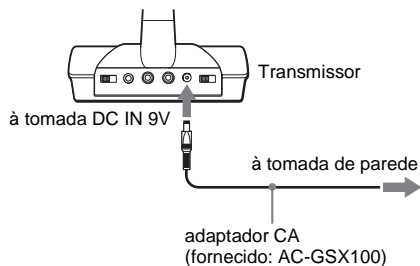 Transmissor
à tomada DC IN 9V
à tomada de parede
adaptador CA
(fornecido: AC-GSX100)